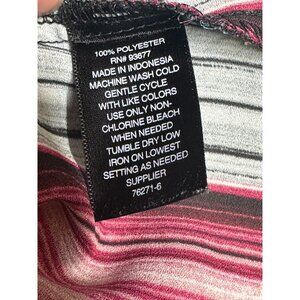 100% POLYESTER
RN# 93677
MADE IN INDONESIA
MACHINE WASH COLD
GENTLE CYCLE
WITH LIKE COLORS
USE ONLY NON-
CHLORINE BLEACH
WHEN NEEDED
TUMBLE DRY LOW
IRON ON LOWEST
SETTING AS NEEDED
SUPPLIER
76271-6